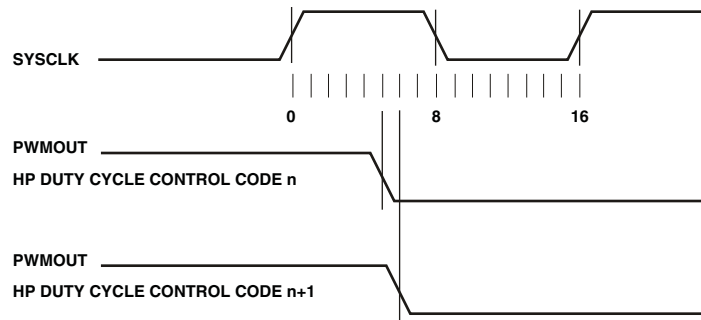 SYSCLK
0 8 16
PWMOUT
HP DUTY CYCLE CONTROL CODE n
PWMOUT
HP DUTY CYCLE CONTROL CODE n+1